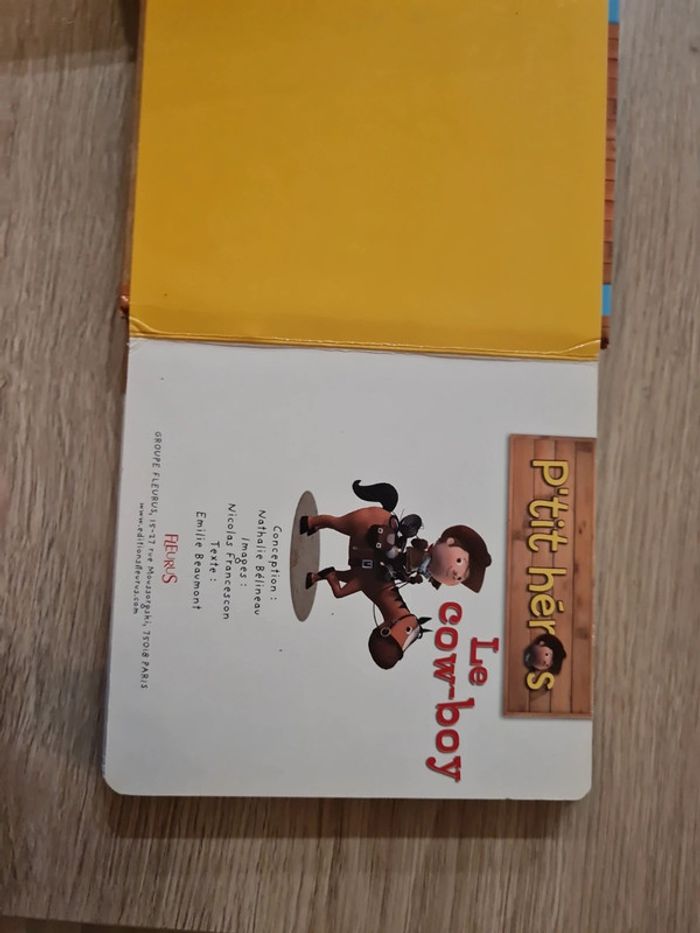 P'tit héros
Le
cow-boy
Conception :
Nathalie Bélineau
Images :
Nicolas Francescon
Texte :
Emilie Beaumont
FLEURUS
GROUPE FLEURUS, 15-27 rue Moussorgski, 75018 PARIS
www.editionsfleurus.com